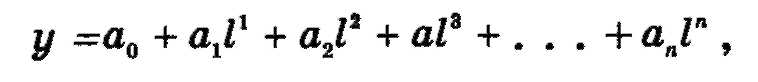 y = a₀ + a₁l¹ + a₂l² + al³ + . . . + aₙlⁿ ,